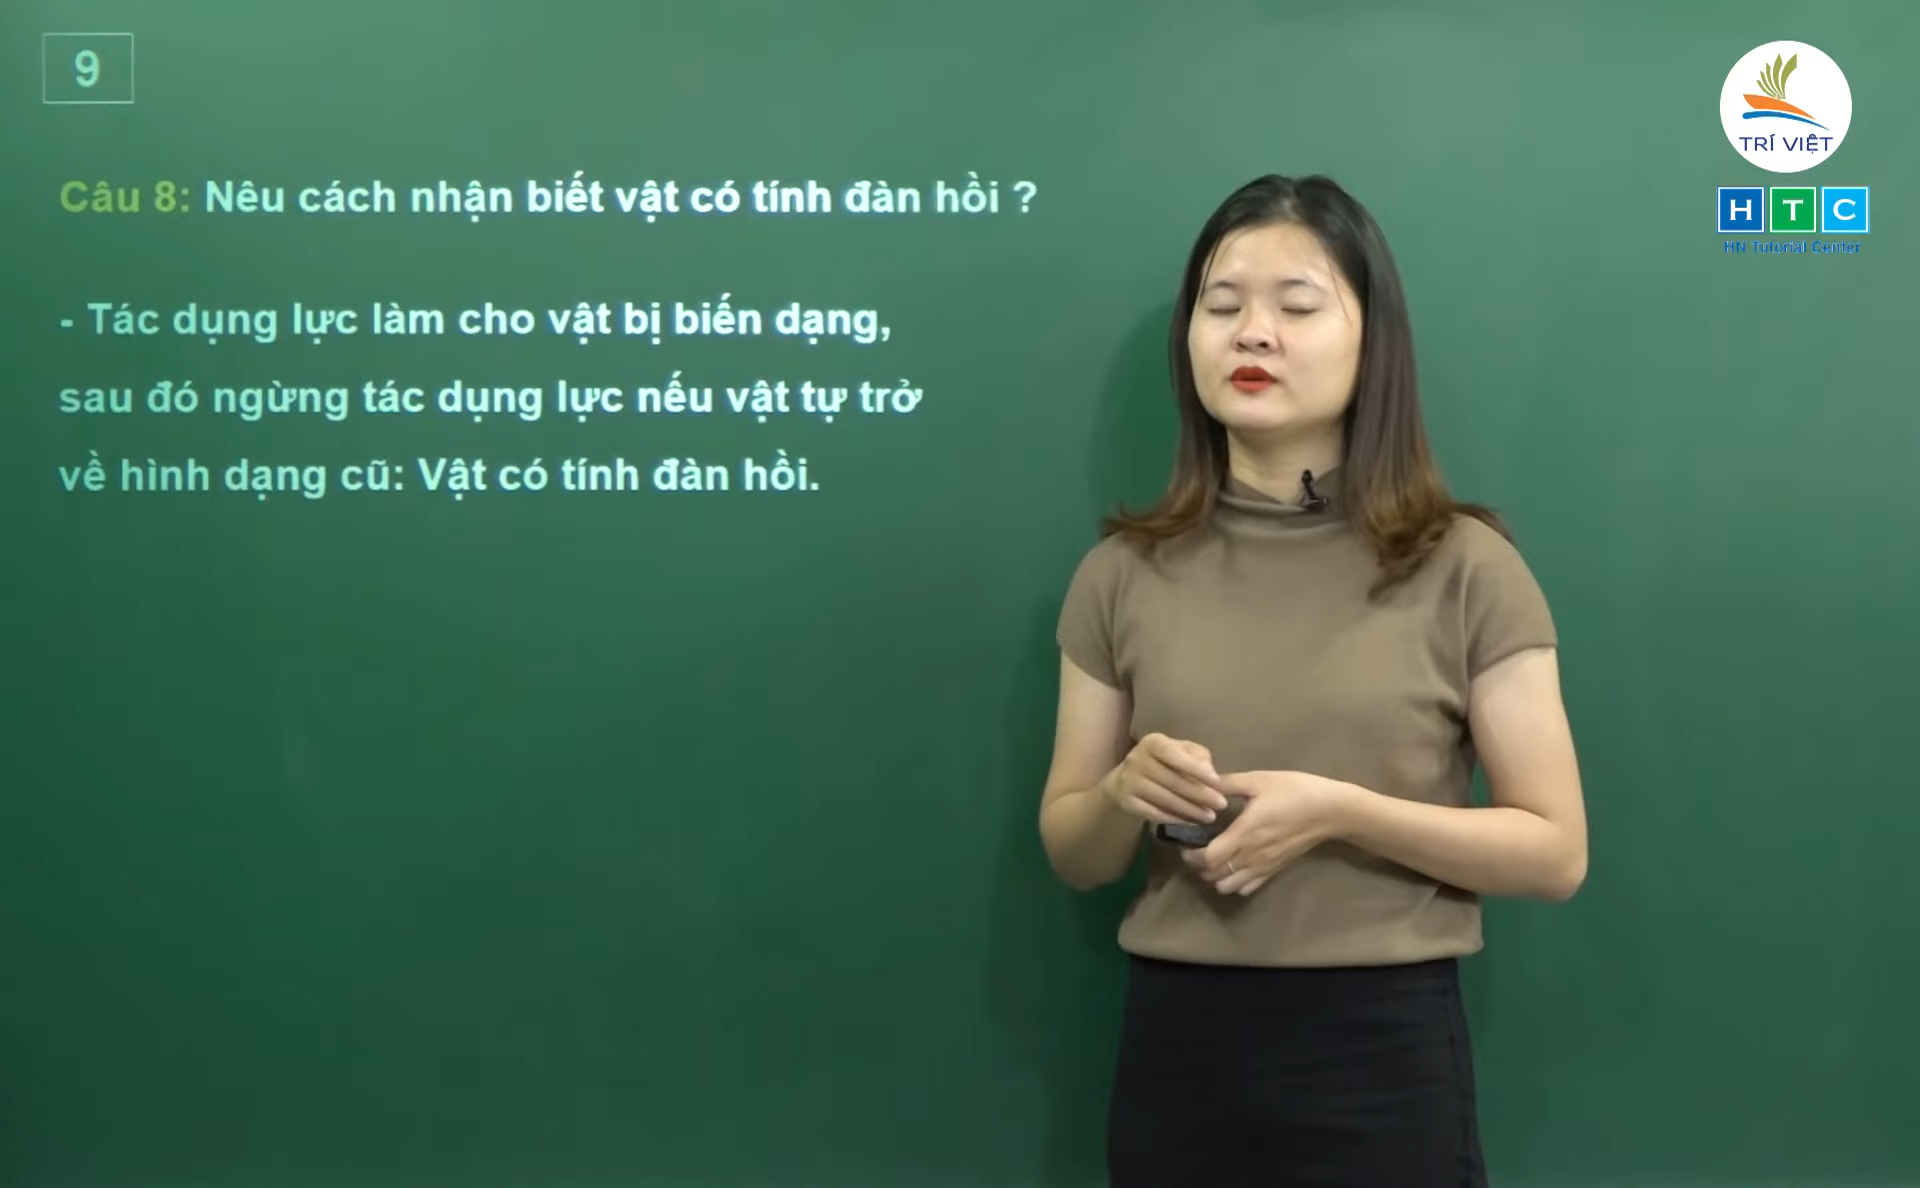 9
TRÍ VIỆT
H T C
HN Tutorial Center
Câu 8: Nêu cách nhận biết vật có tính đàn hồi ?
- Tác dụng lực làm cho vật bị biến dạng,
sau đó ngừng tác dụng lực nếu vật tự trở
về hình dạng cũ: Vật có tính đàn hồi.